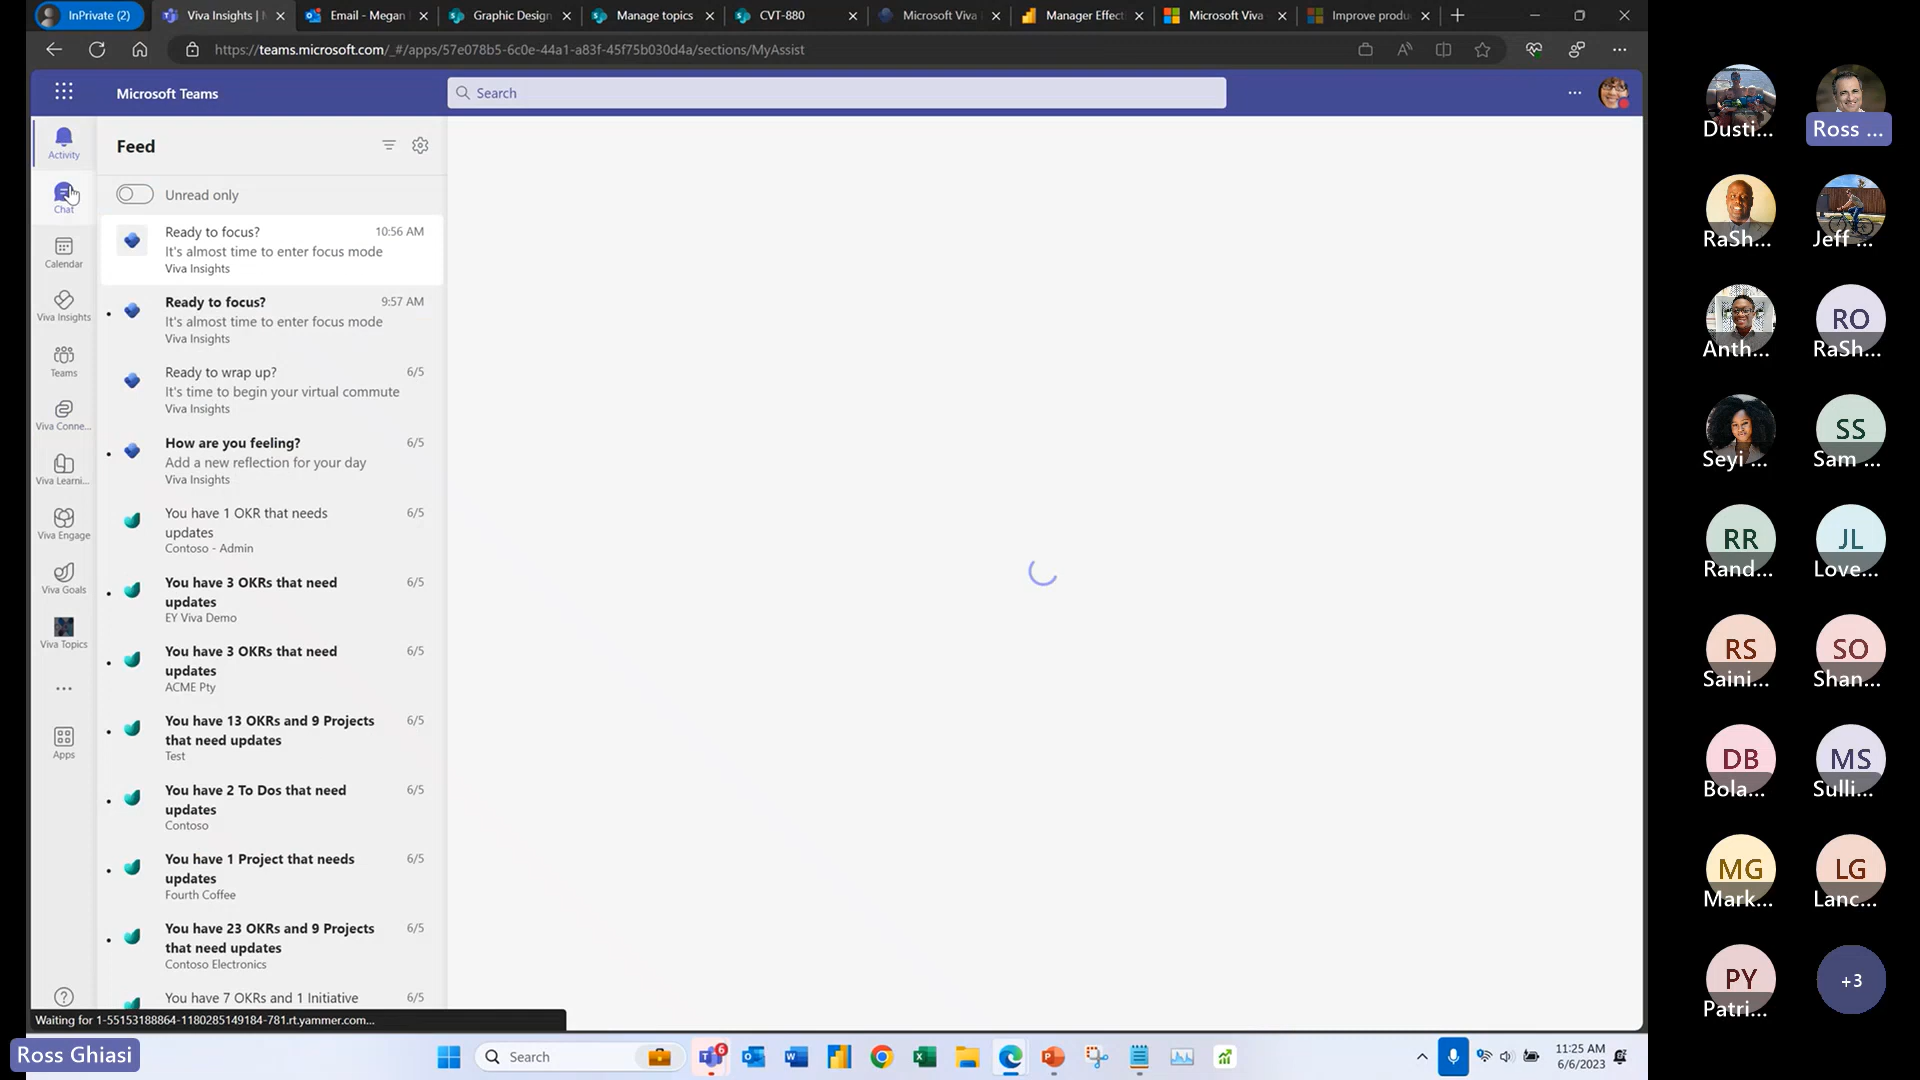 InPrivate (2)
Viva Insights |
Email - Megan
Graphic Design
Manage topics
CVT-880
Microsoft Viva
Manager Effect
Microsoft Viva
Improve produ
https://teams.microsoft.com/_#/apps/57e078b5-6c0e-44a1-a83f-45f75b030d4a/sections/MyAssist
Microsoft Teams
Search
Activity
Chat
Calendar
Viva Insights
Teams
Viva Conne...
Viva Learni...
Viva Engage
Viva Goals
Viva Topics
Apps
Feed
Unread only
Ready to focus? 10:56 AM
It's almost time to enter focus mode
Viva Insights
Ready to focus? 9:57 AM
It's almost time to enter focus mode
Viva Insights
Ready to wrap up? 6/5
It's time to begin your virtual commute
Viva Insights
How are you feeling? 6/5
Add a new reflection for your day
Viva Insights
You have 1 OKR that needs 6/5
updates
Contoso - Admin
You have 3 OKRs that need 6/5
updates
EY Viva Demo
You have 3 OKRs that need 6/5
updates
ACME Pty
You have 13 OKRs and 9 Projects 6/5
that need updates
Test
You have 2 To Dos that need 6/5
updates
Contoso
You have 1 Project that needs 6/5
updates
Fourth Coffee
You have 23 OKRs and 9 Projects 6/5
that need updates
Contoso Electronics
You have 7 OKRs and 1 Initiative 6/5
Waiting for 1-55153188864-1180285149184-781.rt.yammer.com...
Ross Ghiasi
Search
6
11:25 AM
6/6/2023
Dusti...
Ross ...
RaSh...
Jeff ...
Anth...
RO
RaSh...
Seyi ...
SS
Sam ...
RR
Rand...
JL
Love...
RS
Saini...
SO
Shan...
DB
Bola...
MS
Sulli...
MG
Mark...
LG
Lanc...
PY
Patri...
+3